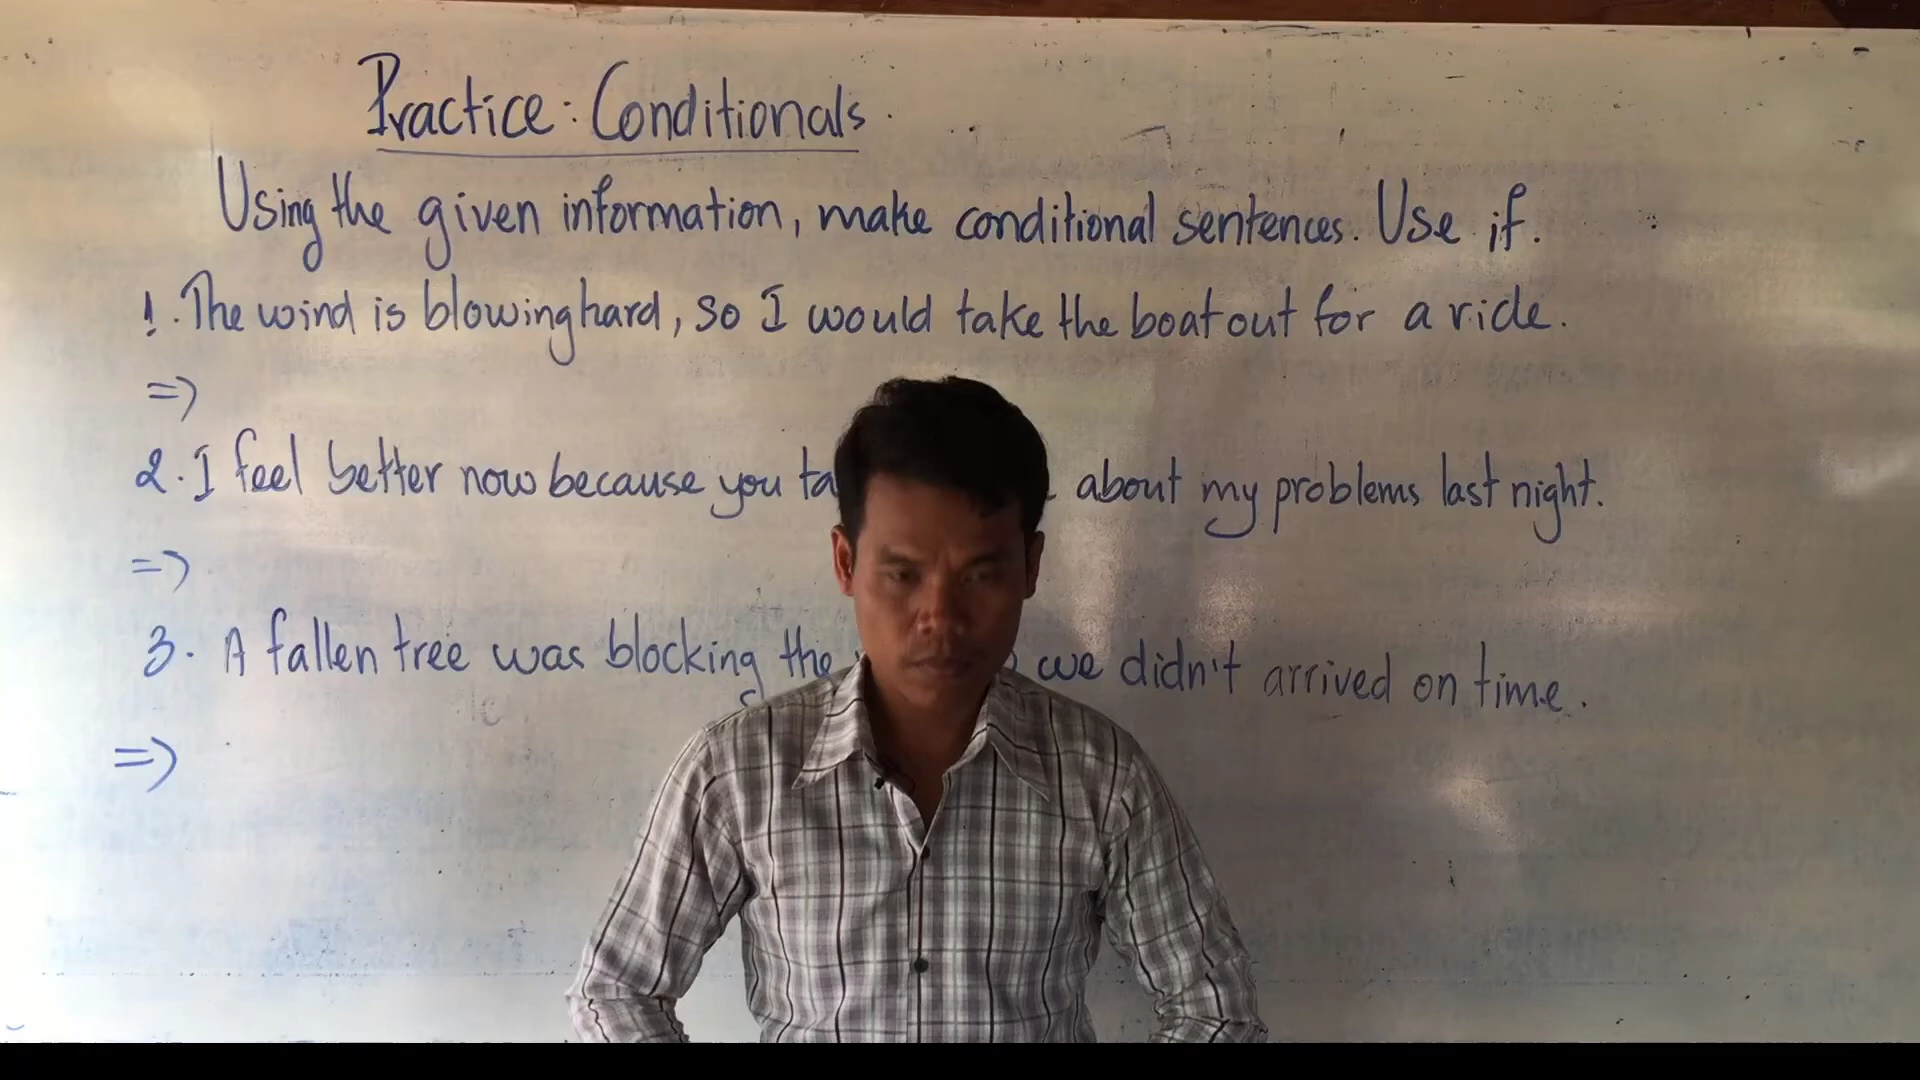 Practice: Conditionals.
Using the given information, make conditional sentences. Use if.
1. The wind is blowing hard, so I would take the boat out for a ride.
=>
2. I feel better now because you about my problems last night.
=>
3. A fallen tree was blocking the we didn't arrived on time.
=>